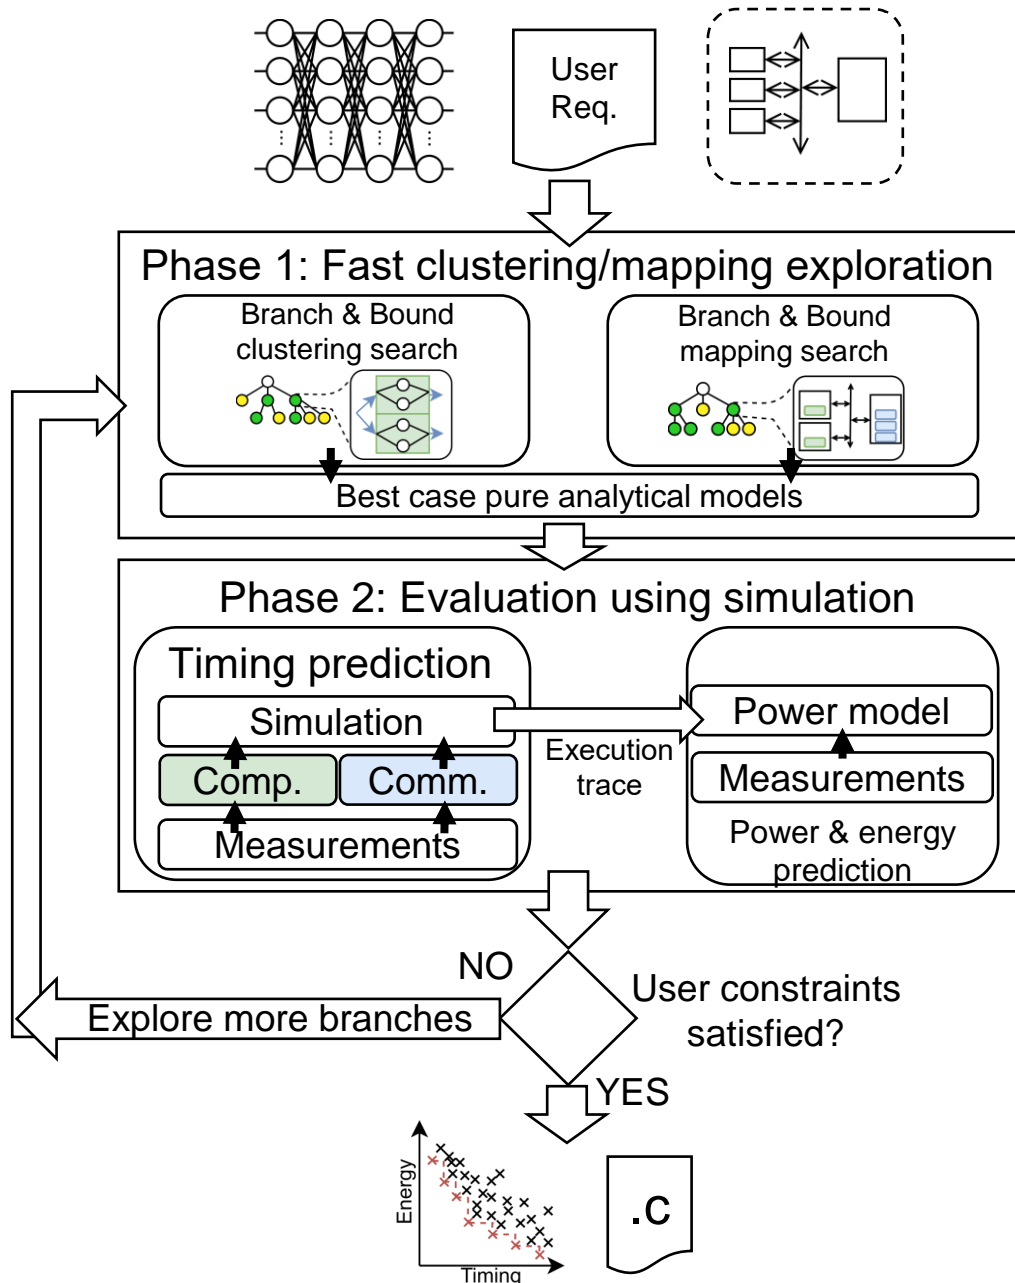 User
Req.
Phase 1: Fast clustering/mapping exploration
Branch & Bound
clustering search
Branch & Bound
mapping search
Best case pure analytical models
Phase 2: Evaluation using simulation
Timing prediction
Simulation
Comp.
Comm.
Measurements
Execution
trace
Power model
Measurements
Power & energy
prediction
NO
User constraints
satisfied?
Explore more branches
YES
Energy
Timing
.c